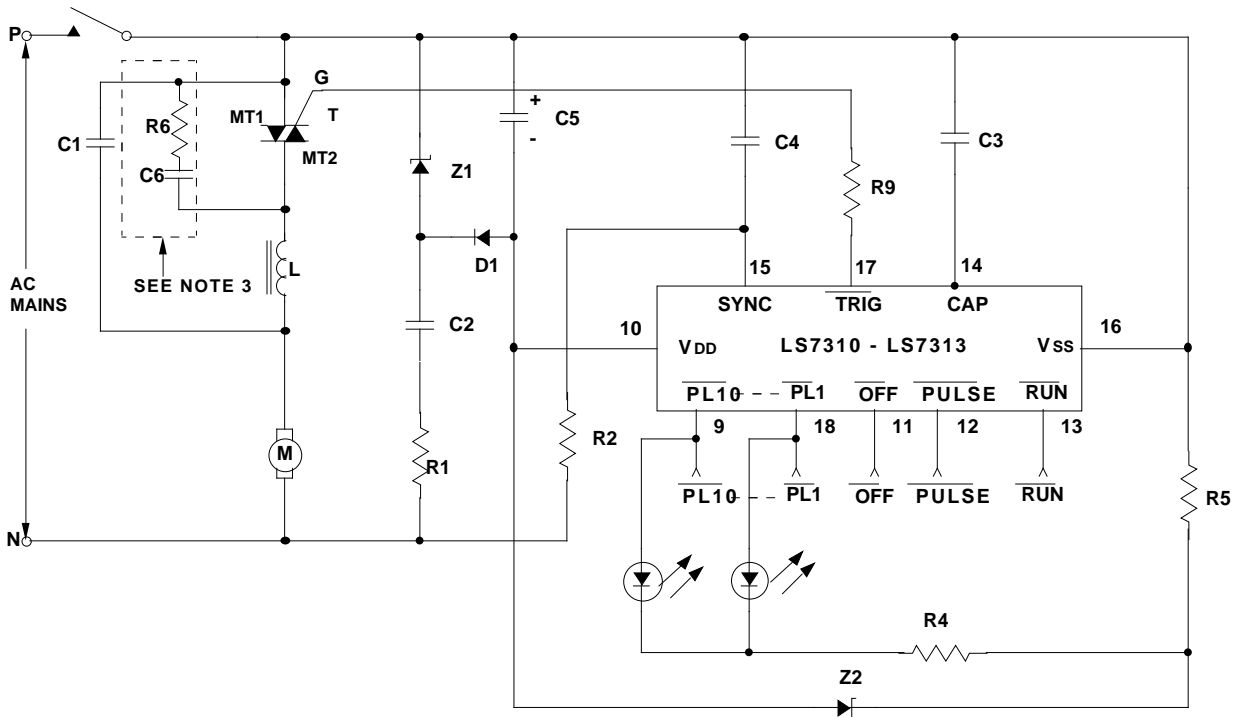 P
G
MT1
T
+
C5
-
R6
C1
MT2
C4
C3
C6
Z1
R9
D1
15
17
14
AC
MAINS
SEE NOTE 3
L
SYNC
TRIG
CAP
C2
10
16
VDD
LS7310 - LS7313
VSS
PL10 - - - PL1
OFF
PULSE
RUN
9
18
11
12
13
R2
M
R1
PL10 - - - PL1
OFF
PULSE
RUN
R5
N
R4
Z2